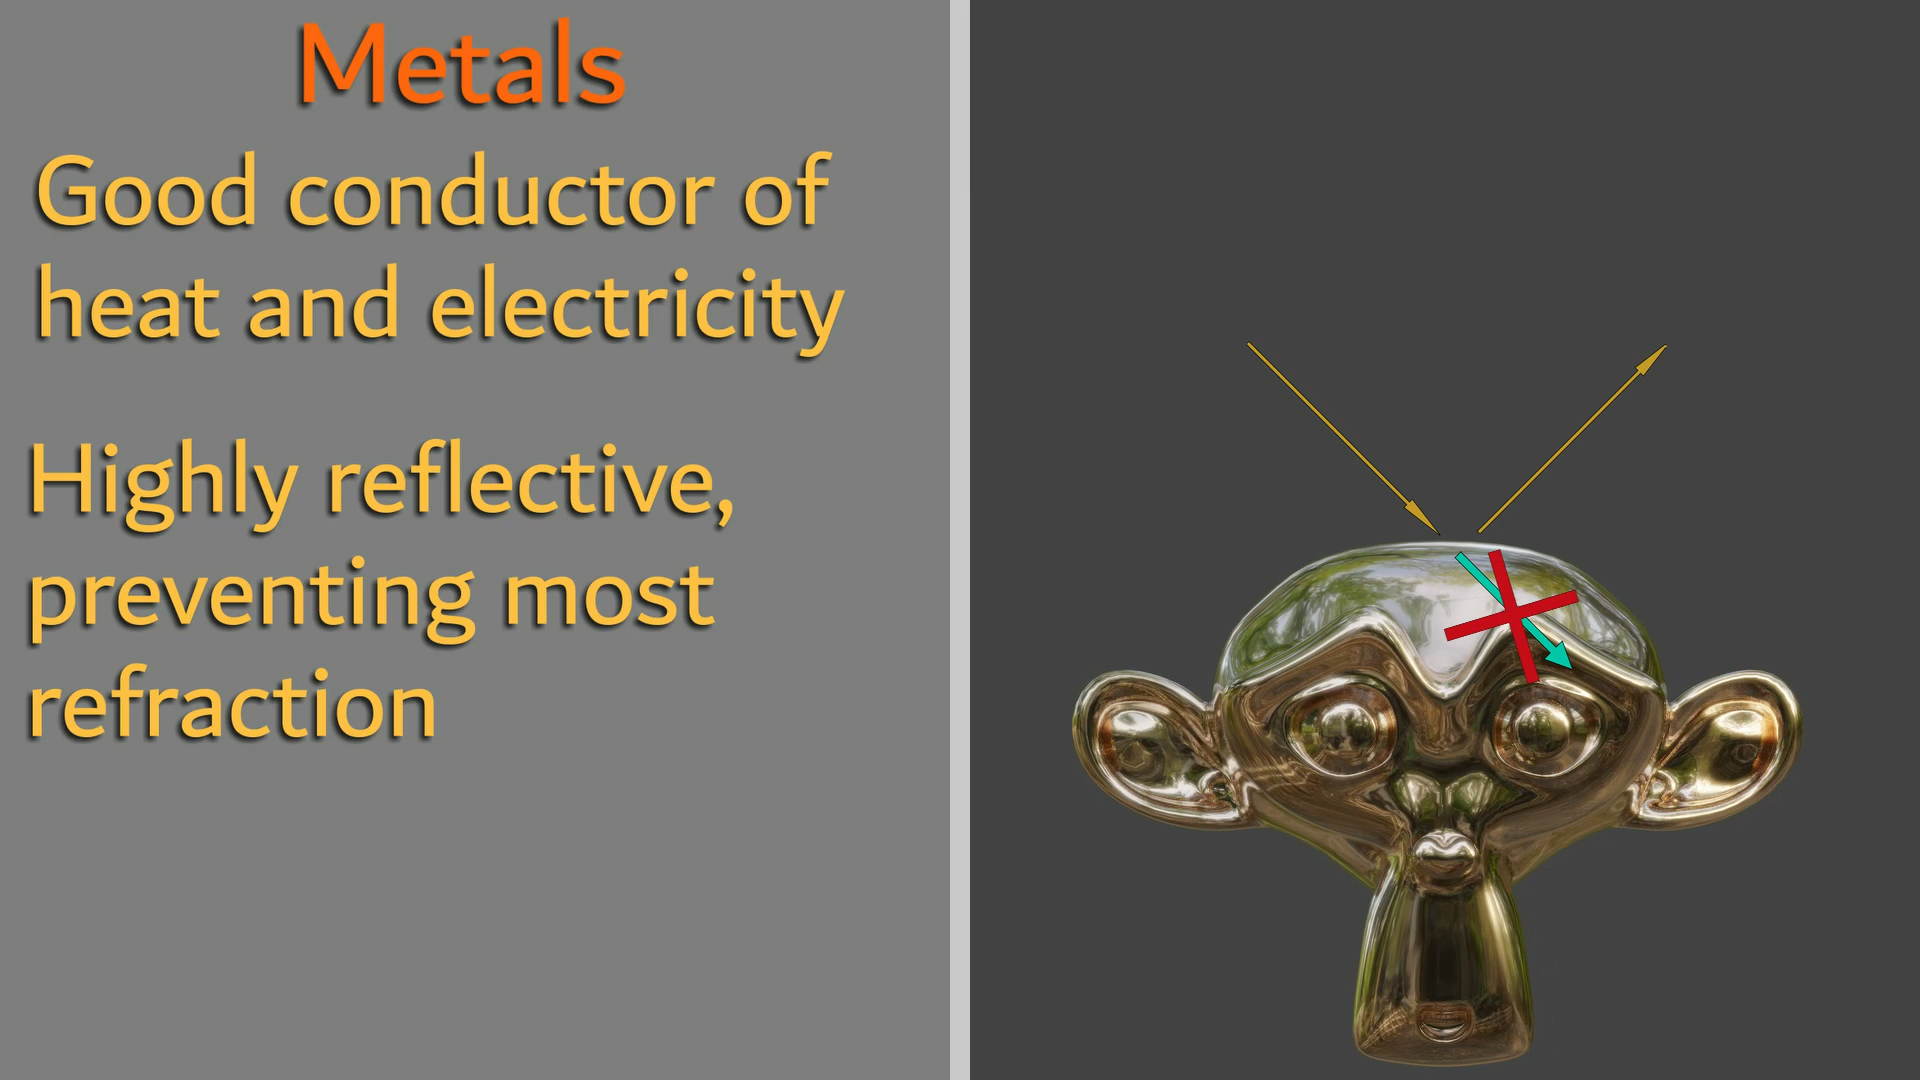 Metals
Good conductor of
heat and electricity
Highly reflective,
preventing most
refraction